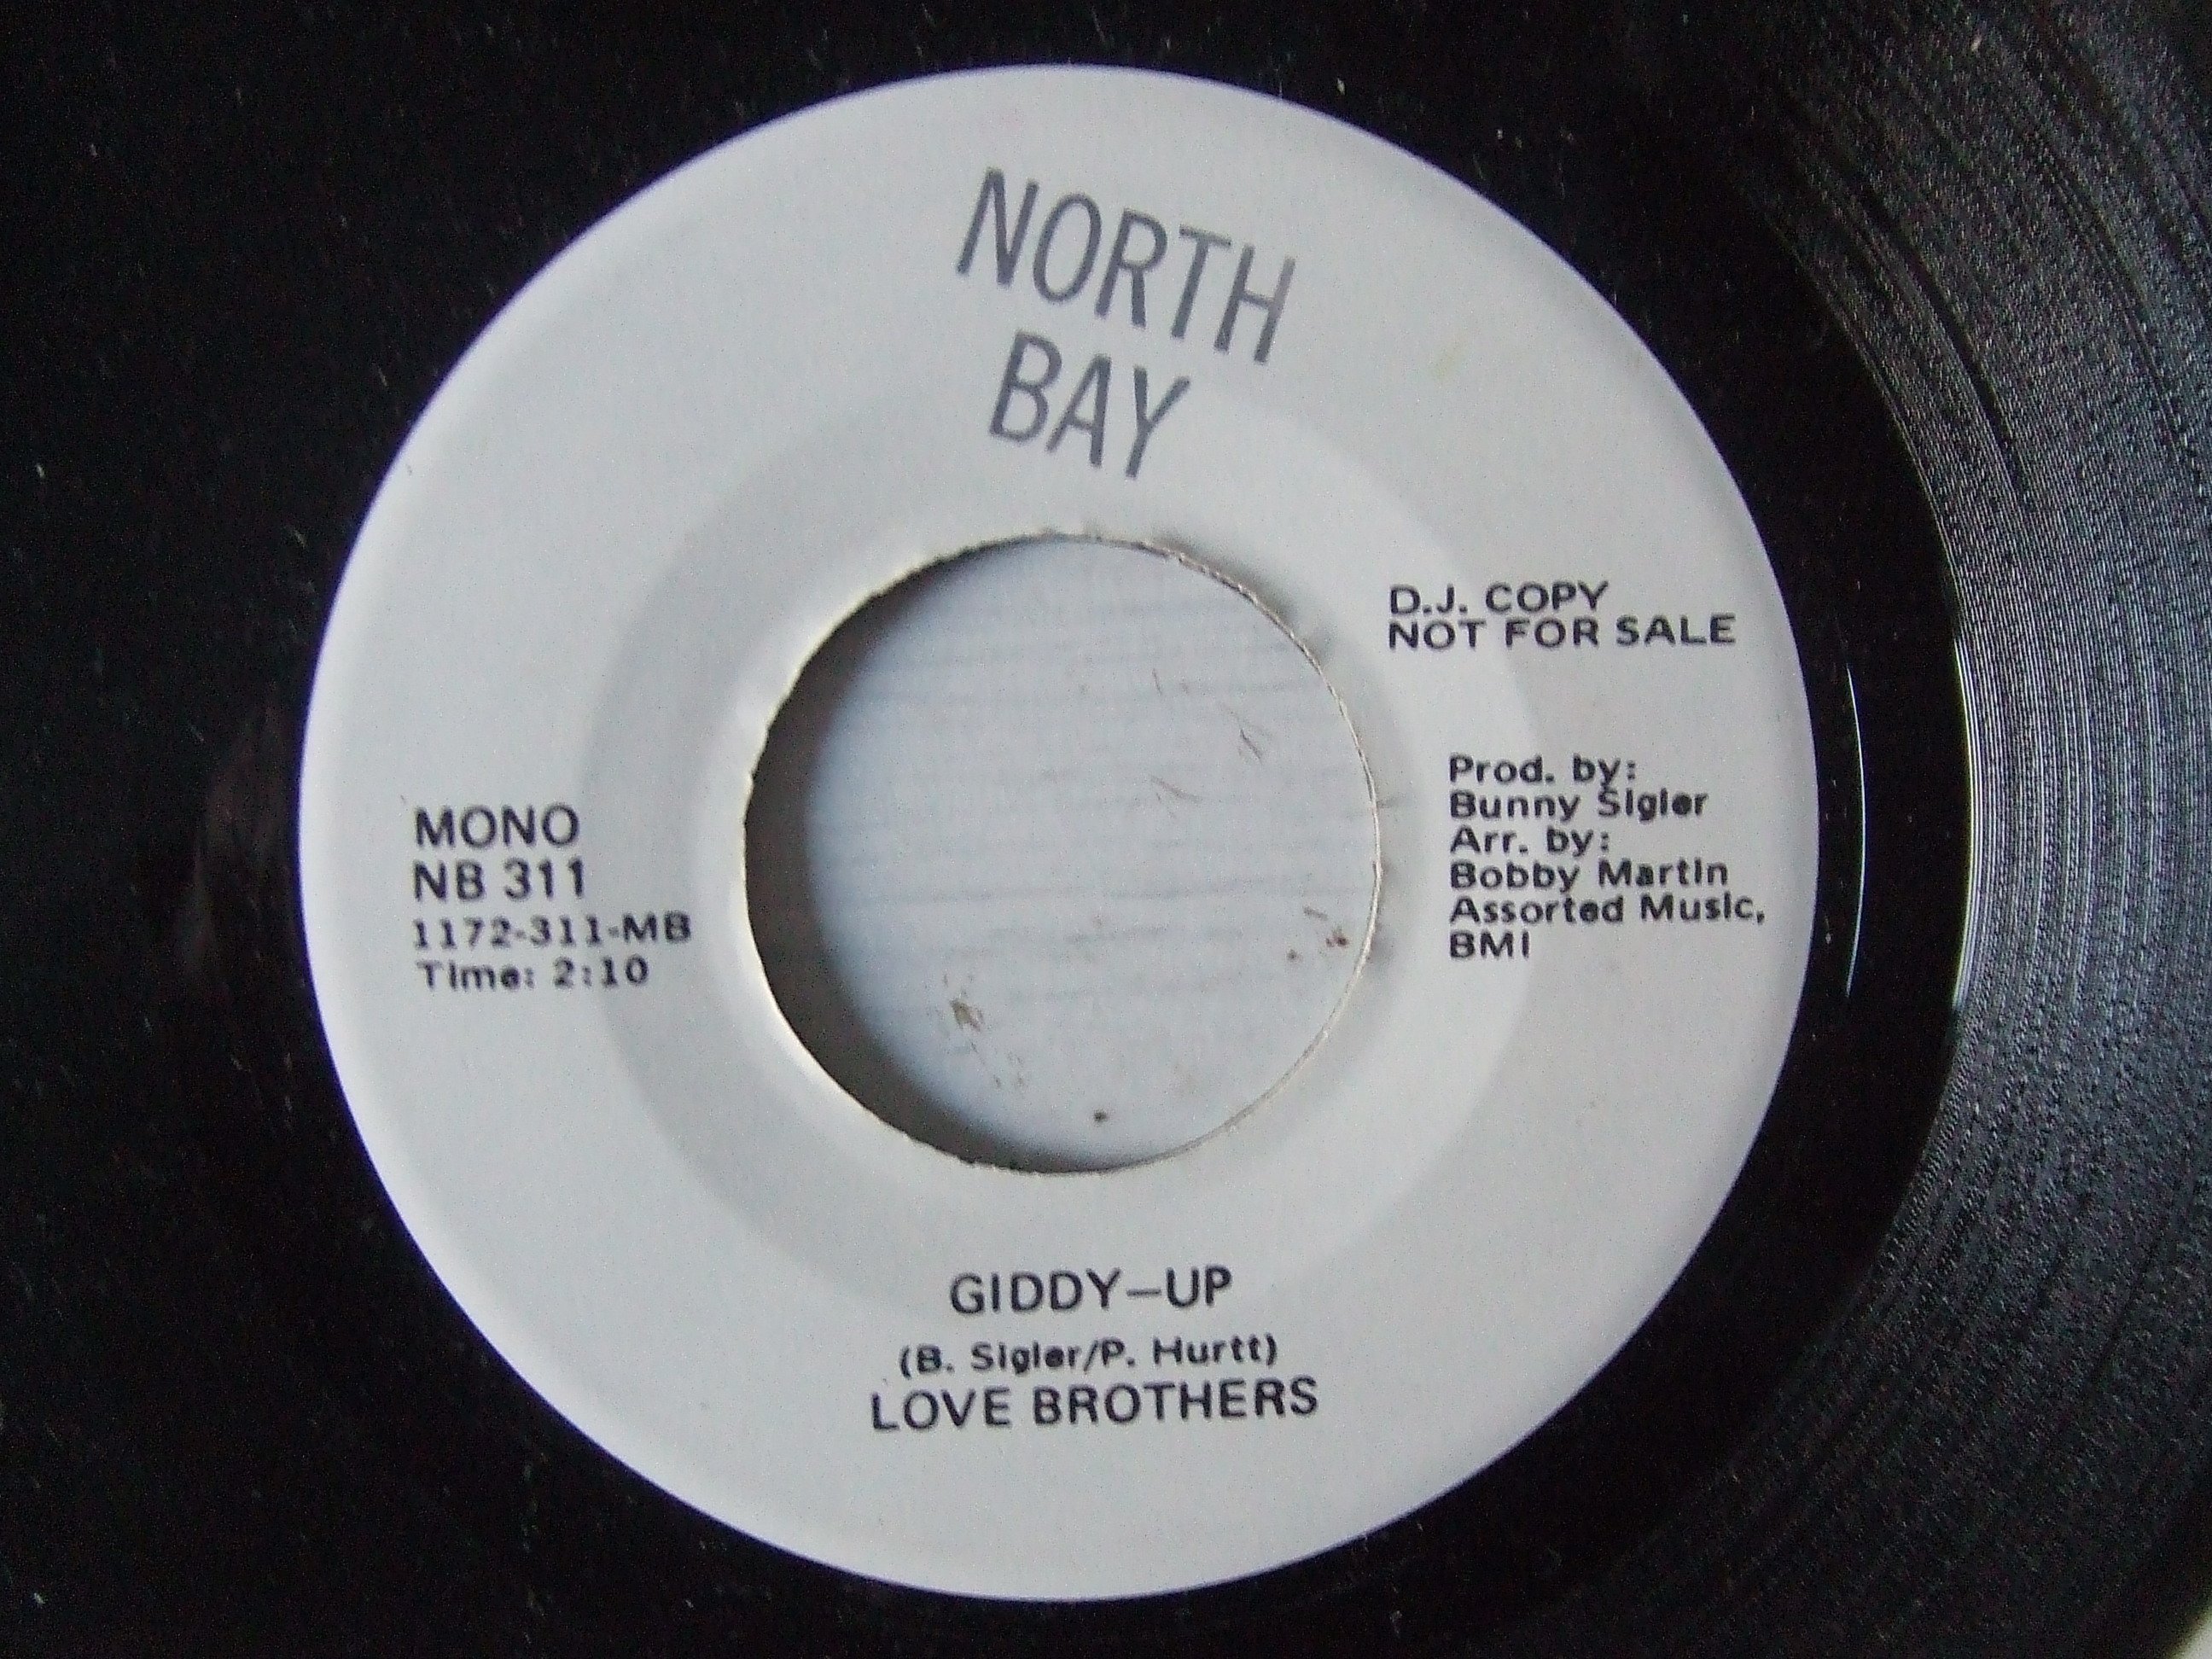 NORTH
BAY
D.J. COPY
NOT FOR SALE
MONO
NB 311
1172-311-MB
Time: 2:10
Prod. by:
Bunny Sigler
Arr. by:
Bobby Martin
Assorted Music,
BMI
GIDDY—UP
(B. Sigler/P. Hurtt)
LOVE BROTHERS